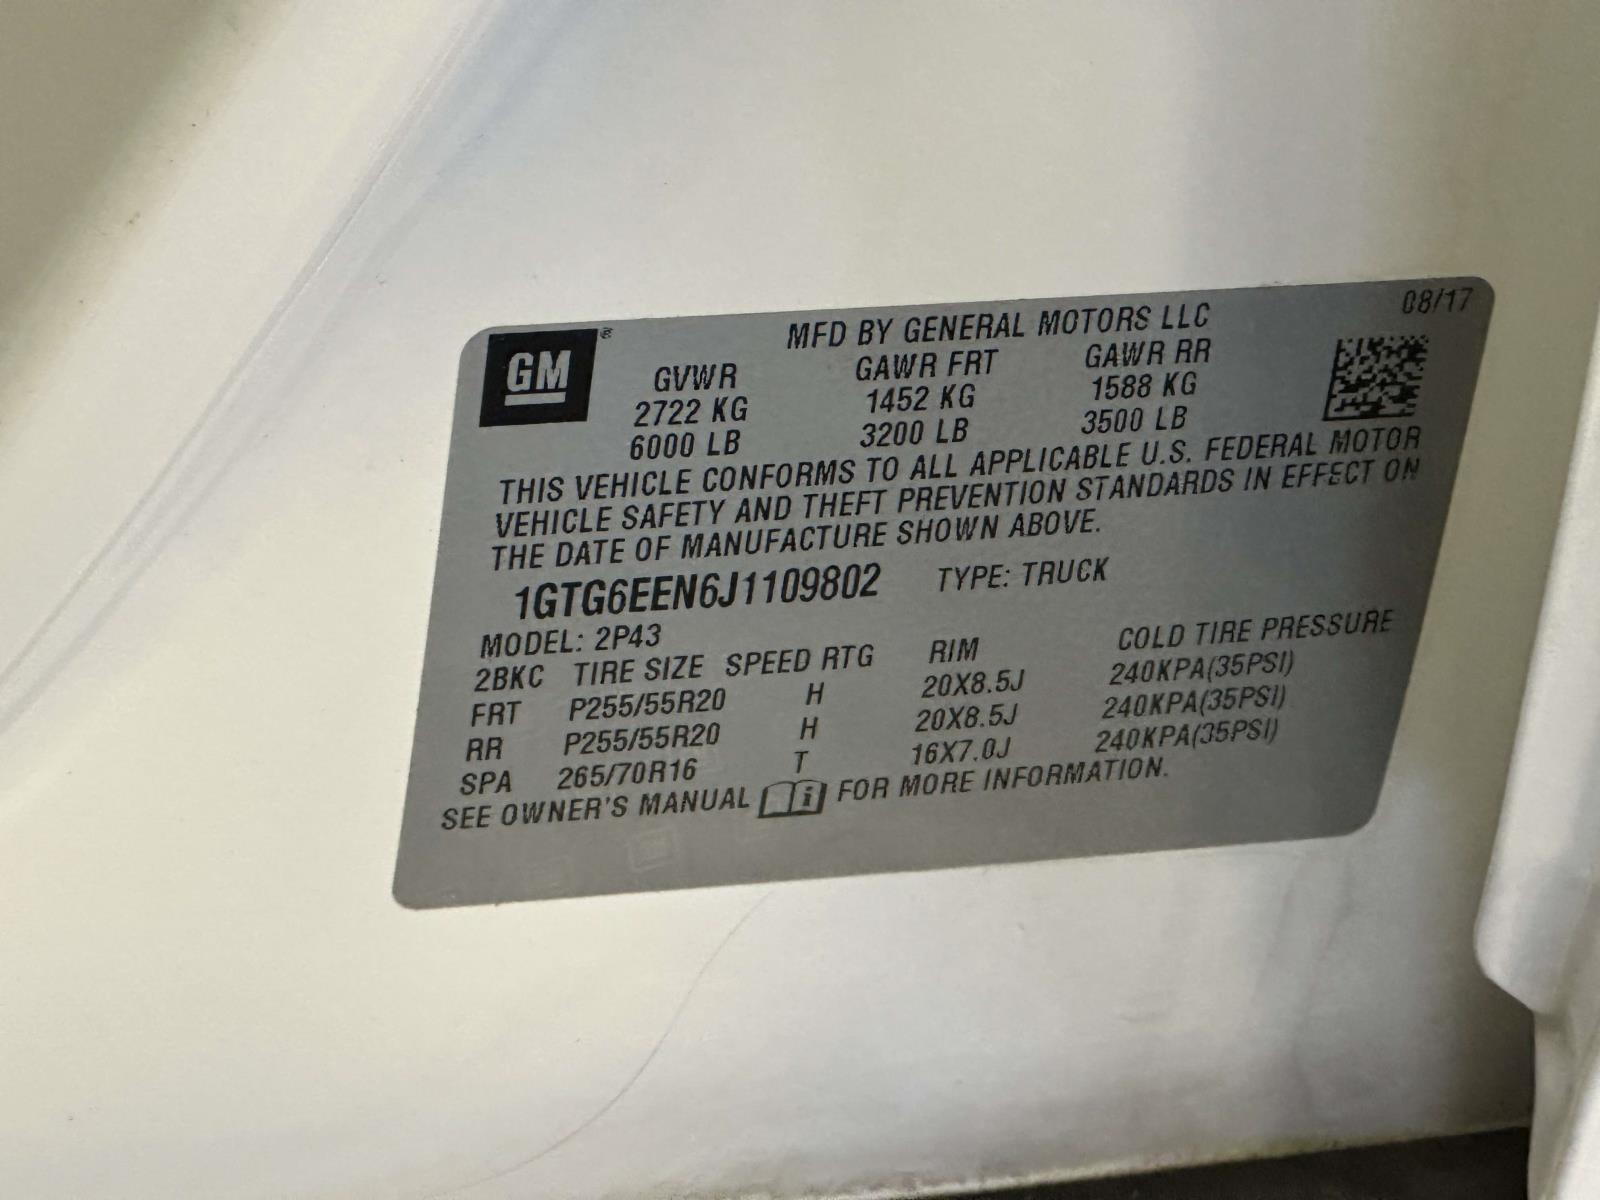 08/17
GM ®
MFD BY GENERAL MOTORS LLC
GVWR GAWR FRT GAWR RR
2722 KG 1452 KG 1588 KG
6000 LB 3200 LB 3500 LB
THIS VEHICLE CONFORMS TO ALL APPLICABLE U.S. FEDERAL MOTOR
VEHICLE SAFETY AND THEFT PREVENTION STANDARDS IN EFFECT ON
THE DATE OF MANUFACTURE SHOWN ABOVE.
1GTG6EEN6J1109802 TYPE: TRUCK
MODEL: 2P43
2BKC TIRE SIZE SPEED RTG RIM COLD TIRE PRESSURE
FRT P255/55R20 H 20X8.5J 240KPA(35PSI)
RR P255/55R20 H 20X8.5J 240KPA(35PSI)
SPA 265/70R16 T 16X7.0J 240KPA(35PSI)
SEE OWNER'S MANUAL i FOR MORE INFORMATION.